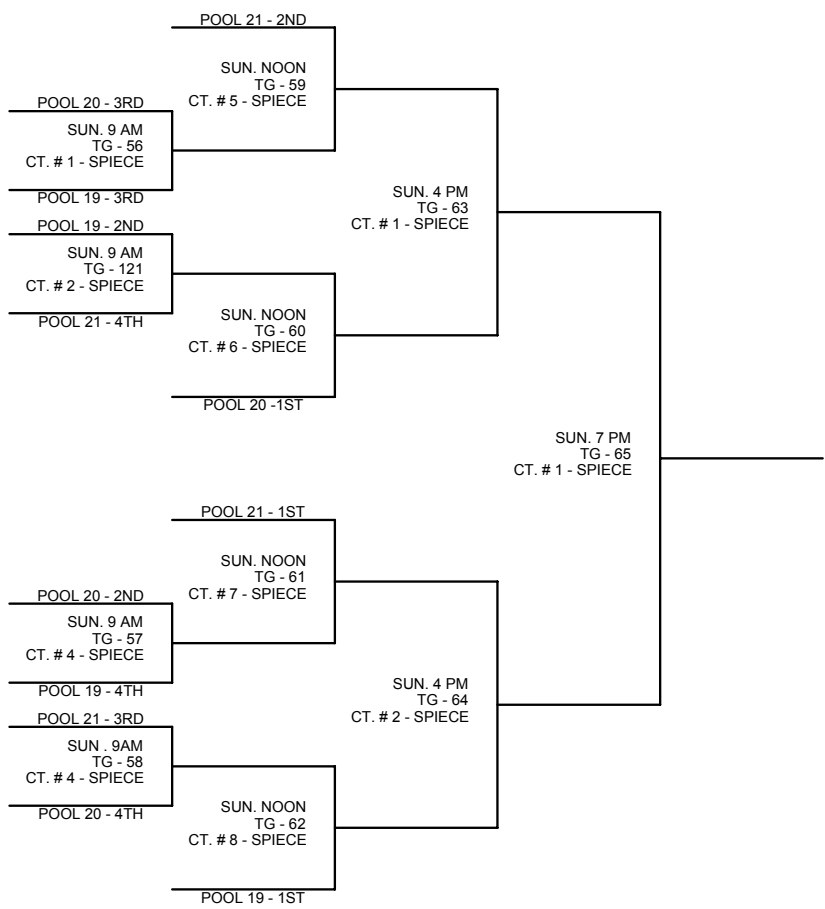 POOL 21 - 2ND
SUN. NOON
TG - 59
CT. # 5 - SPIECE
POOL 20 - 3RD
SUN. 9 AM
TG - 56
CT. # 1 - SPIECE
POOL 19 - 3RD
SUN. 4 PM
TG - 63
CT. # 1 - SPIECE
POOL 19 - 2ND
SUN. 9 AM
TG - 121
CT. # 2 - SPIECE
POOL 21 - 4TH
SUN. NOON
TG - 60
CT. # 6 - SPIECE
POOL 20 -1ST
SUN. 7 PM
TG - 65
CT. # 1 - SPIECE
POOL 21 - 1ST
SUN. NOON
TG - 61
CT. # 7 - SPIECE
POOL 20 - 2ND
SUN. 9 AM
TG - 57
CT. # 4 - SPIECE
POOL 19 - 4TH
SUN. 4 PM
TG - 64
CT. # 2 - SPIECE
POOL 21 - 3RD
SUN . 9AM
TG - 58
CT. # 4 - SPIECE
POOL 20 - 4TH
SUN. NOON
TG - 62
CT. # 8 - SPIECE
POOL 19 - 1ST